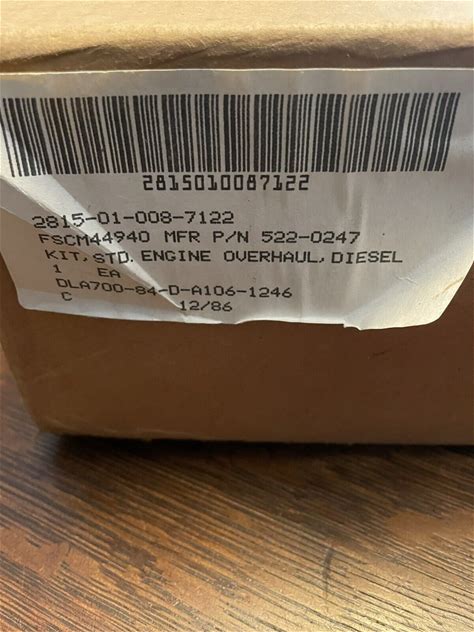 2815010087122
2815-01-008-7122
FSCM44940 MFR P/N 522-0247
KIT, STD. ENGINE OVERHAUL, DIESEL
1 EA
DLA700-84-D-A106-1246
C 12/86